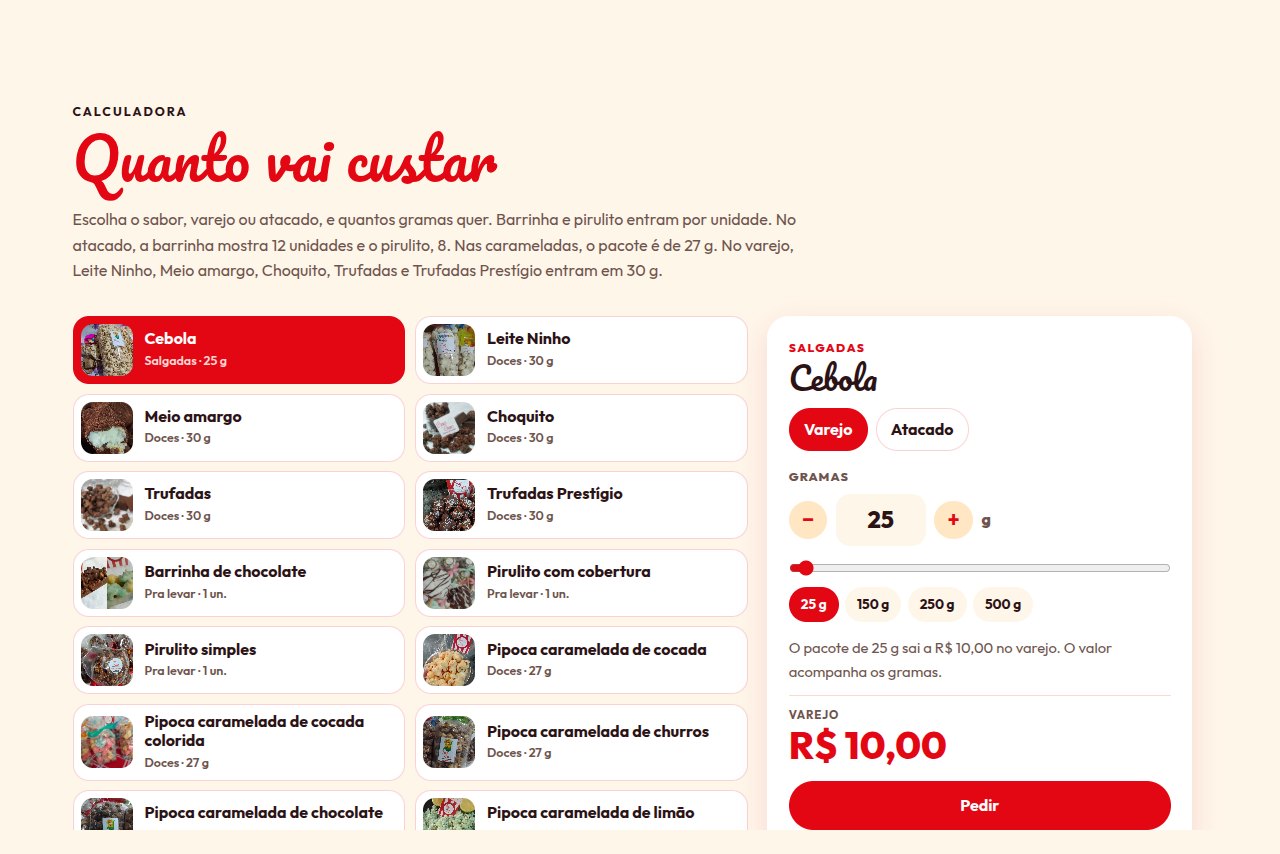 CALCULADORA
Quanto vai custar
Escolha o sabor, varejo ou atacado, e quantos gramas quer. Barrinha e pirulito entram por unidade. No
atacado, a barrinha mostra 12 unidades e o pirulito, 8. Nas carameladas, o pacote é de 27 g. No varejo,
Leite Ninho, Meio amargo, Choquito, Trufadas e Trufadas Prestígio entram em 30 g.
Cebola
Salgadas · 25 g
Leite Ninho
Doces · 30 g
Meio amargo
Doces · 30 g
Choquito
Doces · 30 g
Trufadas
Doces · 30 g
Trufadas Prestígio
Doces · 30 g
Barrinha de chocolate
Pra levar · 1 un.
Pirulito com cobertura
Pra levar · 1 un.
Pirulito simples
Pra levar · 1 un.
Pipoca caramelada de cocada
Doces · 27 g
Pipoca caramelada de cocada
colorida
Doces · 27 g
Pipoca caramelada de churros
Doces · 27 g
Pipoca caramelada de chocolate
Pipoca caramelada de limão
SALGADAS
Cebola
Varejo
Atacado
GRAMAS
− 25 + g
25 g
150 g
250 g
500 g
O pacote de 25 g sai a R$ 10,00 no varejo. O valor
acompanha os gramas.
VAREJO
R$ 10,00
Pedir